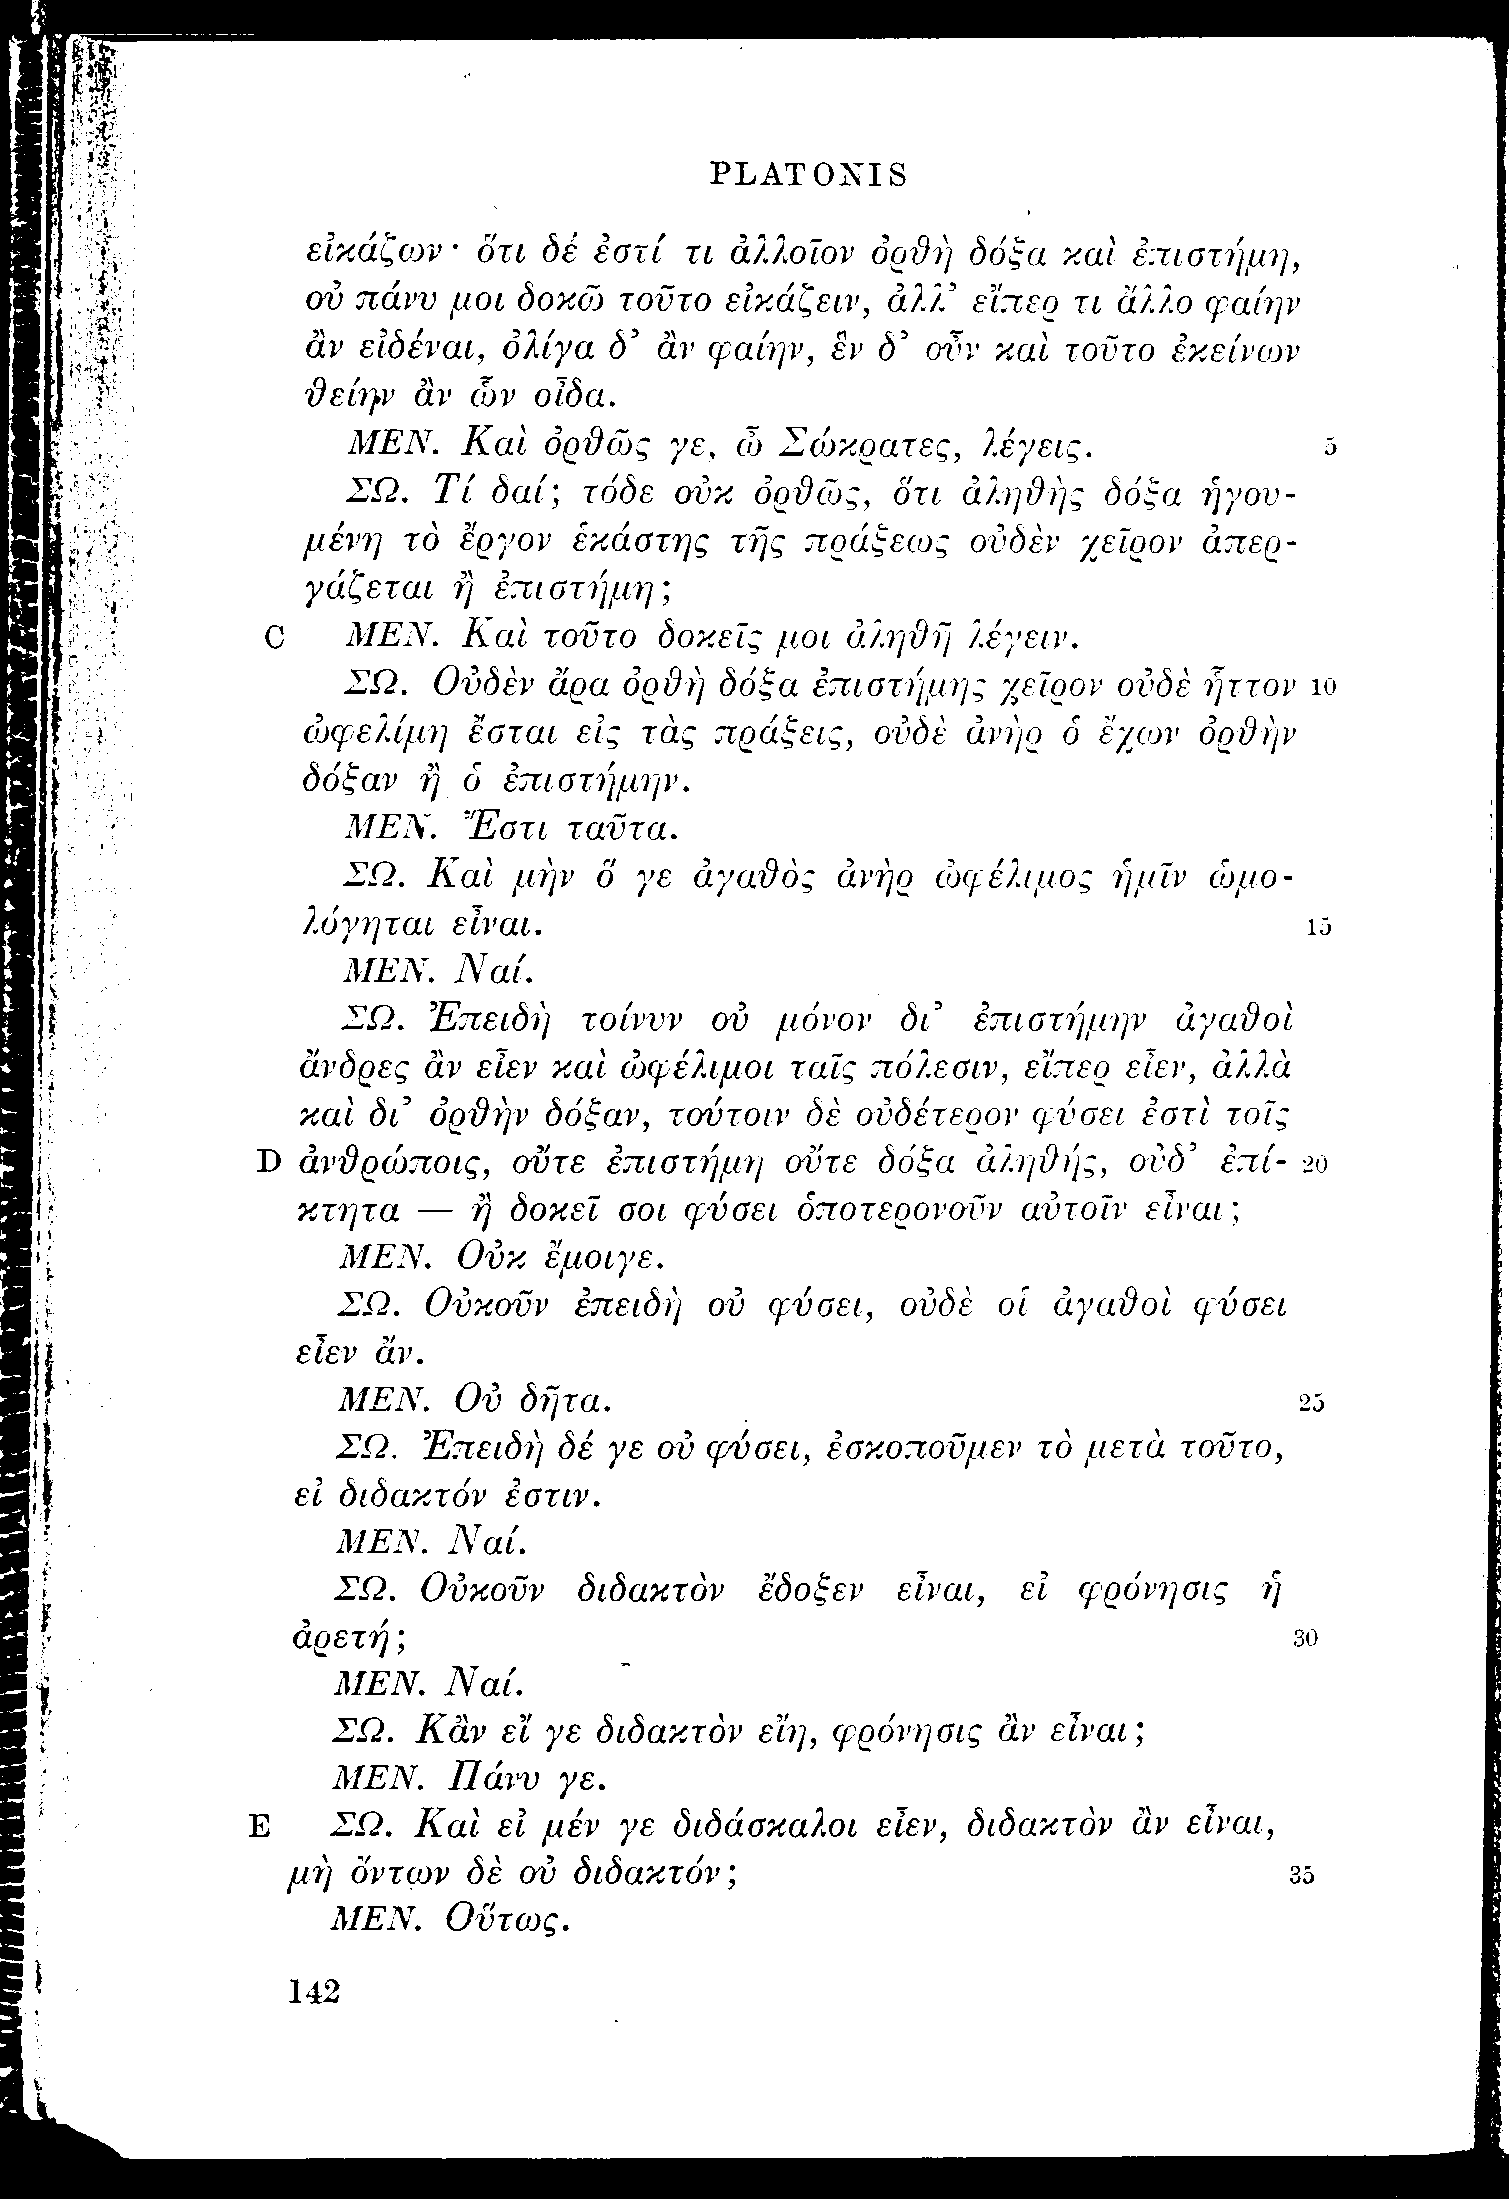 PLATONIS
εἰκάζων· ὅτι δέ ἐστί τι ἀλλοῖον ὀρθὴ δόξα καὶ ἐπιστήμη,
οὐ πάνυ μοι δοκῶ τοῦτο εἰκάζειν, ἀλλ’ εἴπερ τι ἄλλο φαίην
ἂν εἰδέναι, ὀλίγα δ’ ἂν φαίην, ἓν δ’ οὖν καὶ τοῦτο ἐκείνων
θείην ἂν ὧν οἶδα.
ΜΕΝ. Καὶ ὀρθῶς γε, ὦ Σώκρατες, λέγεις. 5
ΣΩ. Τί δαί; τόδε οὐκ ὀρθῶς, ὅτι ἀληθὴς δόξα ἡγου-
μένη τὸ ἔργον ἑκάστης τῆς πράξεως οὐδὲν χεῖρον ἀπερ-
γάζεται ἢ ἐπιστήμη;
C ΜΕΝ. Καὶ τοῦτο δοκεῖς μοι ἀληθῆ λέγειν.
ΣΩ. Οὐδὲν ἄρα ὀρθὴ δόξα ἐπιστήμης χεῖρον οὐδὲ ἧττον 10
ὠφελίμη ἔσται εἰς τὰς πράξεις, οὐδὲ ἀνὴρ ὁ ἔχων ὀρθὴν
δόξαν ἢ ὁ ἐπιστήμην.
ΜΕΝ. Ἔστι ταῦτα.
ΣΩ. Καὶ μὴν ὅ γε ἀγαθὸς ἀνὴρ ὠφέλιμος ἡμῖν ὡμο-
λόγηται εἶναι. 15
ΜΕΝ. Ναί.
ΣΩ. Ἐπειδὴ τοίνυν οὐ μόνον δι’ ἐπιστήμην ἀγαθοὶ
ἄνδρες ἂν εἶεν καὶ ὠφέλιμοι ταῖς πόλεσιν, εἴπερ εἶεν, ἀλλὰ
καὶ δι’ ὀρθὴν δόξαν, τούτοιν δὲ οὐδέτερον φύσει ἐστὶ τοῖς
D ἀνθρώποις, οὔτε ἐπιστήμη οὔτε δόξα ἀληθής, οὐδ’ ἐπί- 20
κτητα — ἢ δοκεῖ σοι φύσει ὁποτερονοῦν αὐτοῖν εἶναι;
ΜΕΝ. Οὐκ ἔμοιγε.
ΣΩ. Οὐκοῦν ἐπειδὴ οὐ φύσει, οὐδὲ οἱ ἀγαθοὶ φύσει
εἶεν ἄν.
ΜΕΝ. Οὐ δῆτα. 25
ΣΩ. Ἐπειδὴ δέ γε οὐ φύσει, ἐσκοποῦμεν τὸ μετὰ τοῦτο,
εἰ διδακτόν ἐστιν.
ΜΕΝ. Ναί.
ΣΩ. Οὐκοῦν διδακτὸν ἔδοξεν εἶναι, εἰ φρόνησις ἡ
ἀρετή; 30
ΜΕΝ. Ναί.
ΣΩ. Κἂν εἴ γε διδακτὸν εἴη, φρόνησις ἂν εἶναι;
ΜΕΝ. Πάνυ γε.
E ΣΩ. Καὶ εἰ μέν γε διδάσκαλοι εἶεν, διδακτὸν ἂν εἶναι,
μὴ ὄντων δὲ οὐ διδακτόν; 35
ΜΕΝ. Οὕτως.
142